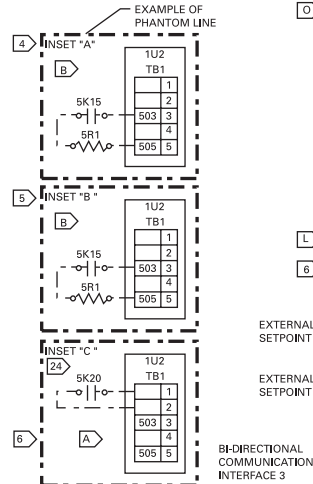 EXAMPLE OF
PHANTOM LINE
O
4
INSET "A"
B
1U2
TB1
1
2
5K15
503 3
4
5R1
505 5
5
INSET "B "
B
1U2
TB1
1
2
5K15
503 3
4
5R1
505 5
L
6
EXTERNAL
SETPOINT
INSET "C "
24
1U2
TB1
5K20
1
2
503 3
4
505 5
6
A
EXTERNAL
SETPOINT
BI-DIRECTIONAL
COMMUNICATION
INTERFACE 3